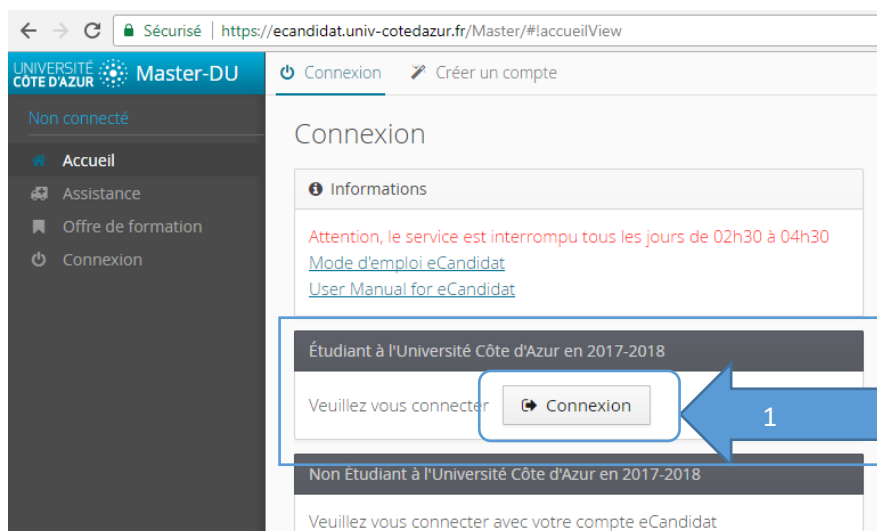 Sécurisé | https://ecandidat.univ-cotedazur.fr/Master/#!accueilView
UNIVERSITÉ
CÔTE D'AZUR
Master-DU
Connexion
Créer un compte
Non connecté
Accueil
Assistance
Offre de formation
Connexion
Connexion
Informations
Attention, le service est interrompu tous les jours de 02h30 à 04h30
Mode d'emploi eCandidat
User Manual for eCandidat
Étudiant à l'Université Côte d'Azur en 2017-2018
Veuillez vous connecter
Connexion
1
Non Étudiant à l'Université Côte d'Azur en 2017-2018
Veuillez vous connecter avec votre compte eCandidat